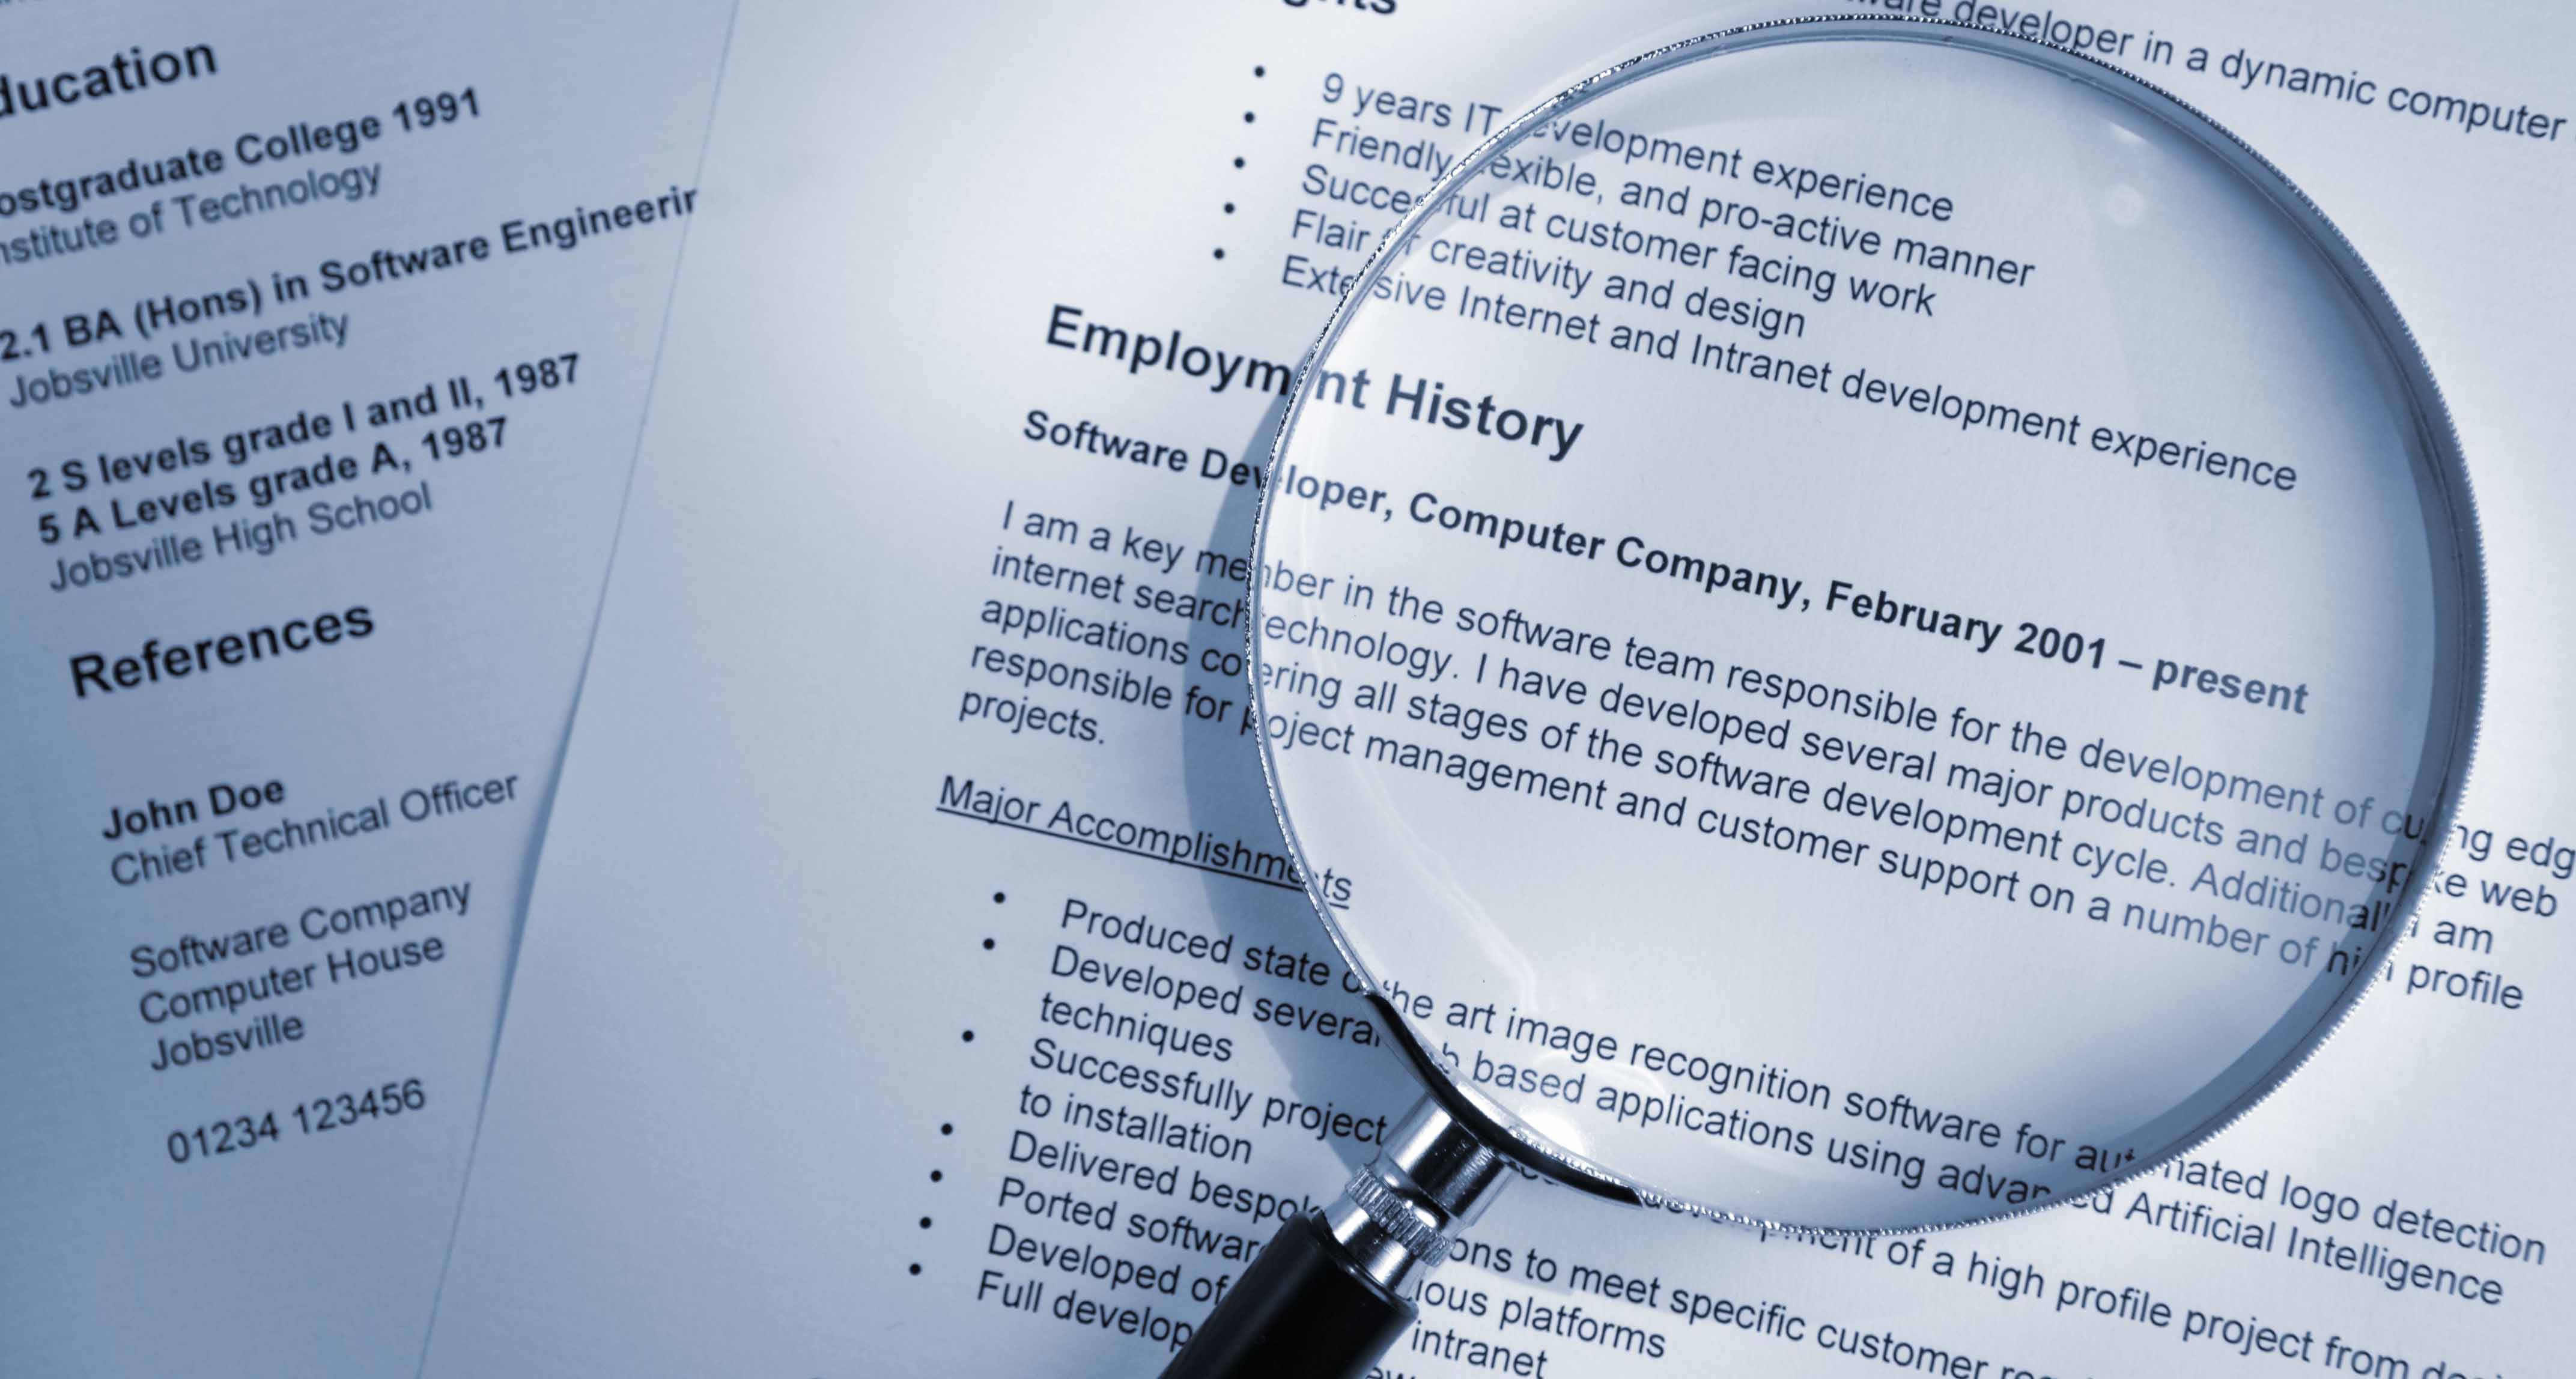 ducation
ostgraduate College 1991
nstitute of Technology
2.1 BA (Hons) in Software Engineerin
Jobsville University
2 S levels grade I and II, 1987
5 A Levels grade A, 1987
Jobsville High School
References
John Doe
Chief Technical Officer
Software Company
Computer House
Jobsville
01234 123456
ghts
developer in a dynamic computer
9 years IT development experience
Friendly, flexible, and pro-active manner
Successful at customer facing work
Flair for creativity and design
Extensive Internet and Intranet development experience
Employment History
Software Developer, Computer Company, February 2001 – present
I am a key member in the software team responsible for the development of cutting edg
internet search technology. I have developed several major products and bespoke web
applications covering all stages of the software development cycle. Additionally I am
responsible for project management and customer support on a number of high profile
projects.
Major Accomplishments
Produced state of the art image recognition software for automated logo detection
Developed several web based applications using advanced Artificial Intelligence
techniques
Successfully project development of a high profile project from
to installation
Delivered bespoke ons to meet specific customer
Ported software ious platforms
Developed of intranet
Full develop